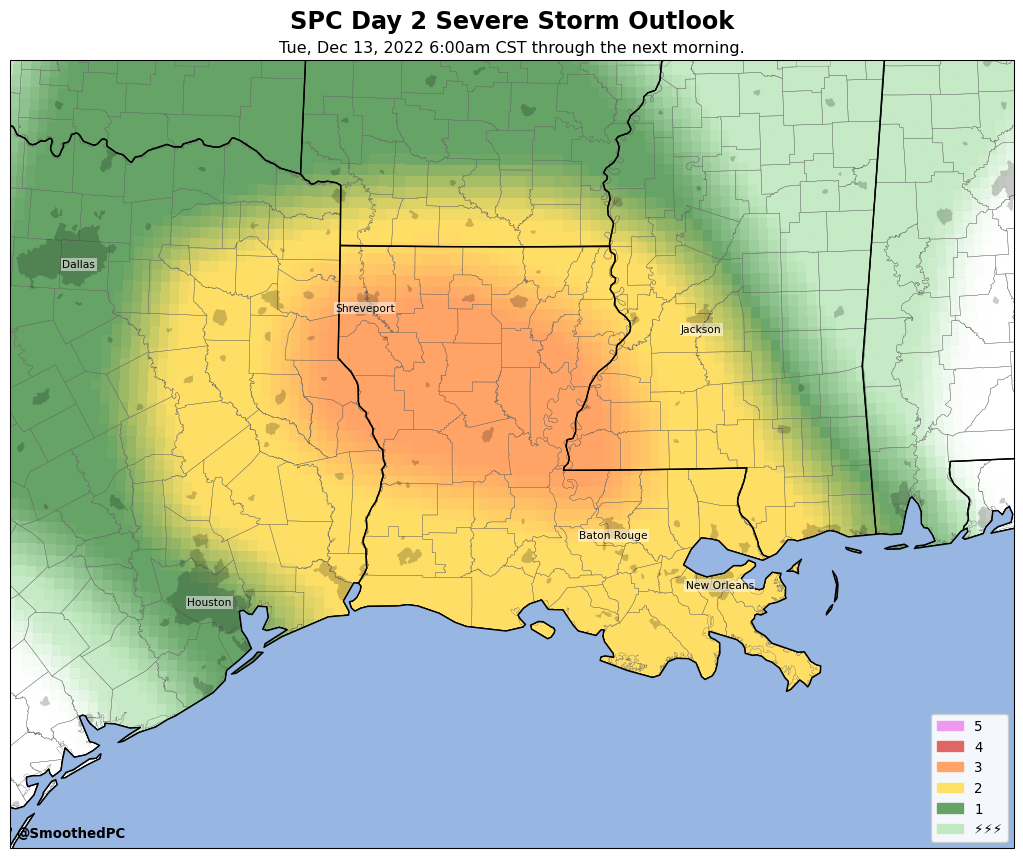 SPC Day 2 Severe Storm Outlook
Tue, Dec 13, 2022 6:00am CST through the next morning.
Dallas
Shreveport
Jackson
Baton Rouge
New Orleans
Houston
5
4
3
2
1
⚡⚡⚡
@SmoothedPC